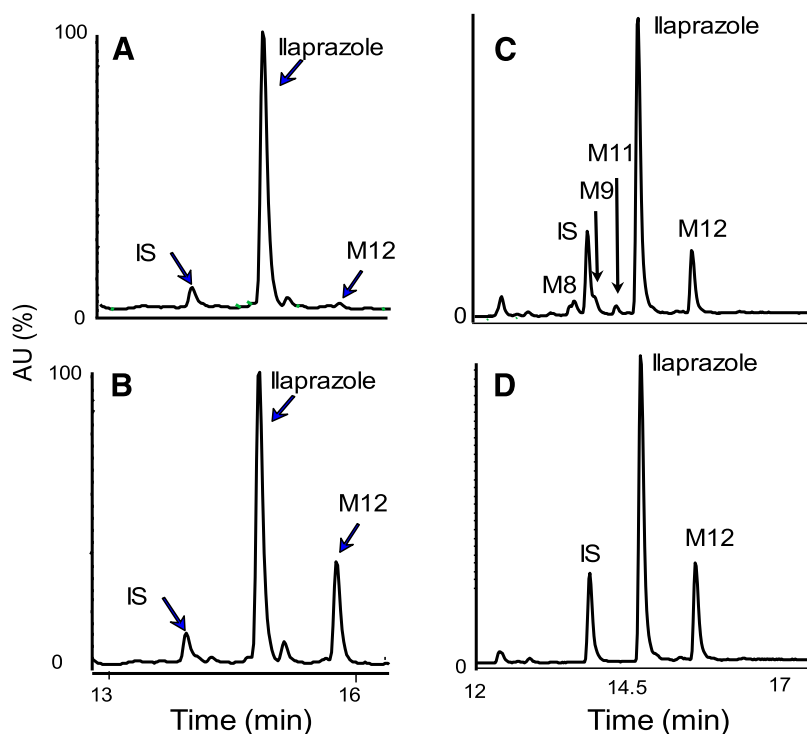 100
A
Ilaprazole
IS
M12
0
C
Ilaprazole
M11
M9
IS
M12
M8
0
AU (%)
100
B
Ilaprazole
M12
IS
0
13
16
Time (min)
D
Ilaprazole
IS
M12
0
12
14.5
17
Time (min)